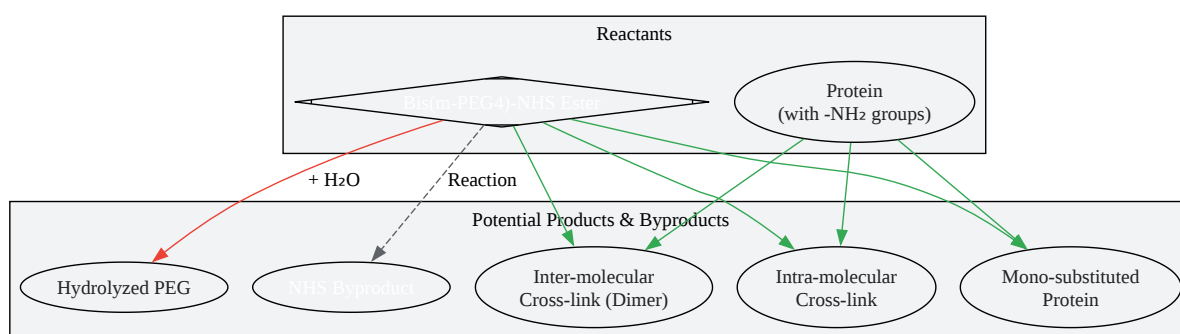 Reactants
Bis(m-PEG4)-NHS Ester
Protein
(with -NH₂ groups)
+ H₂O
Reaction
Potential Products & Byproducts
Hydrolyzed PEG
NHS Byproduct
Inter-molecular
Cross-link (Dimer)
Intra-molecular
Cross-link
Mono-substituted
Protein